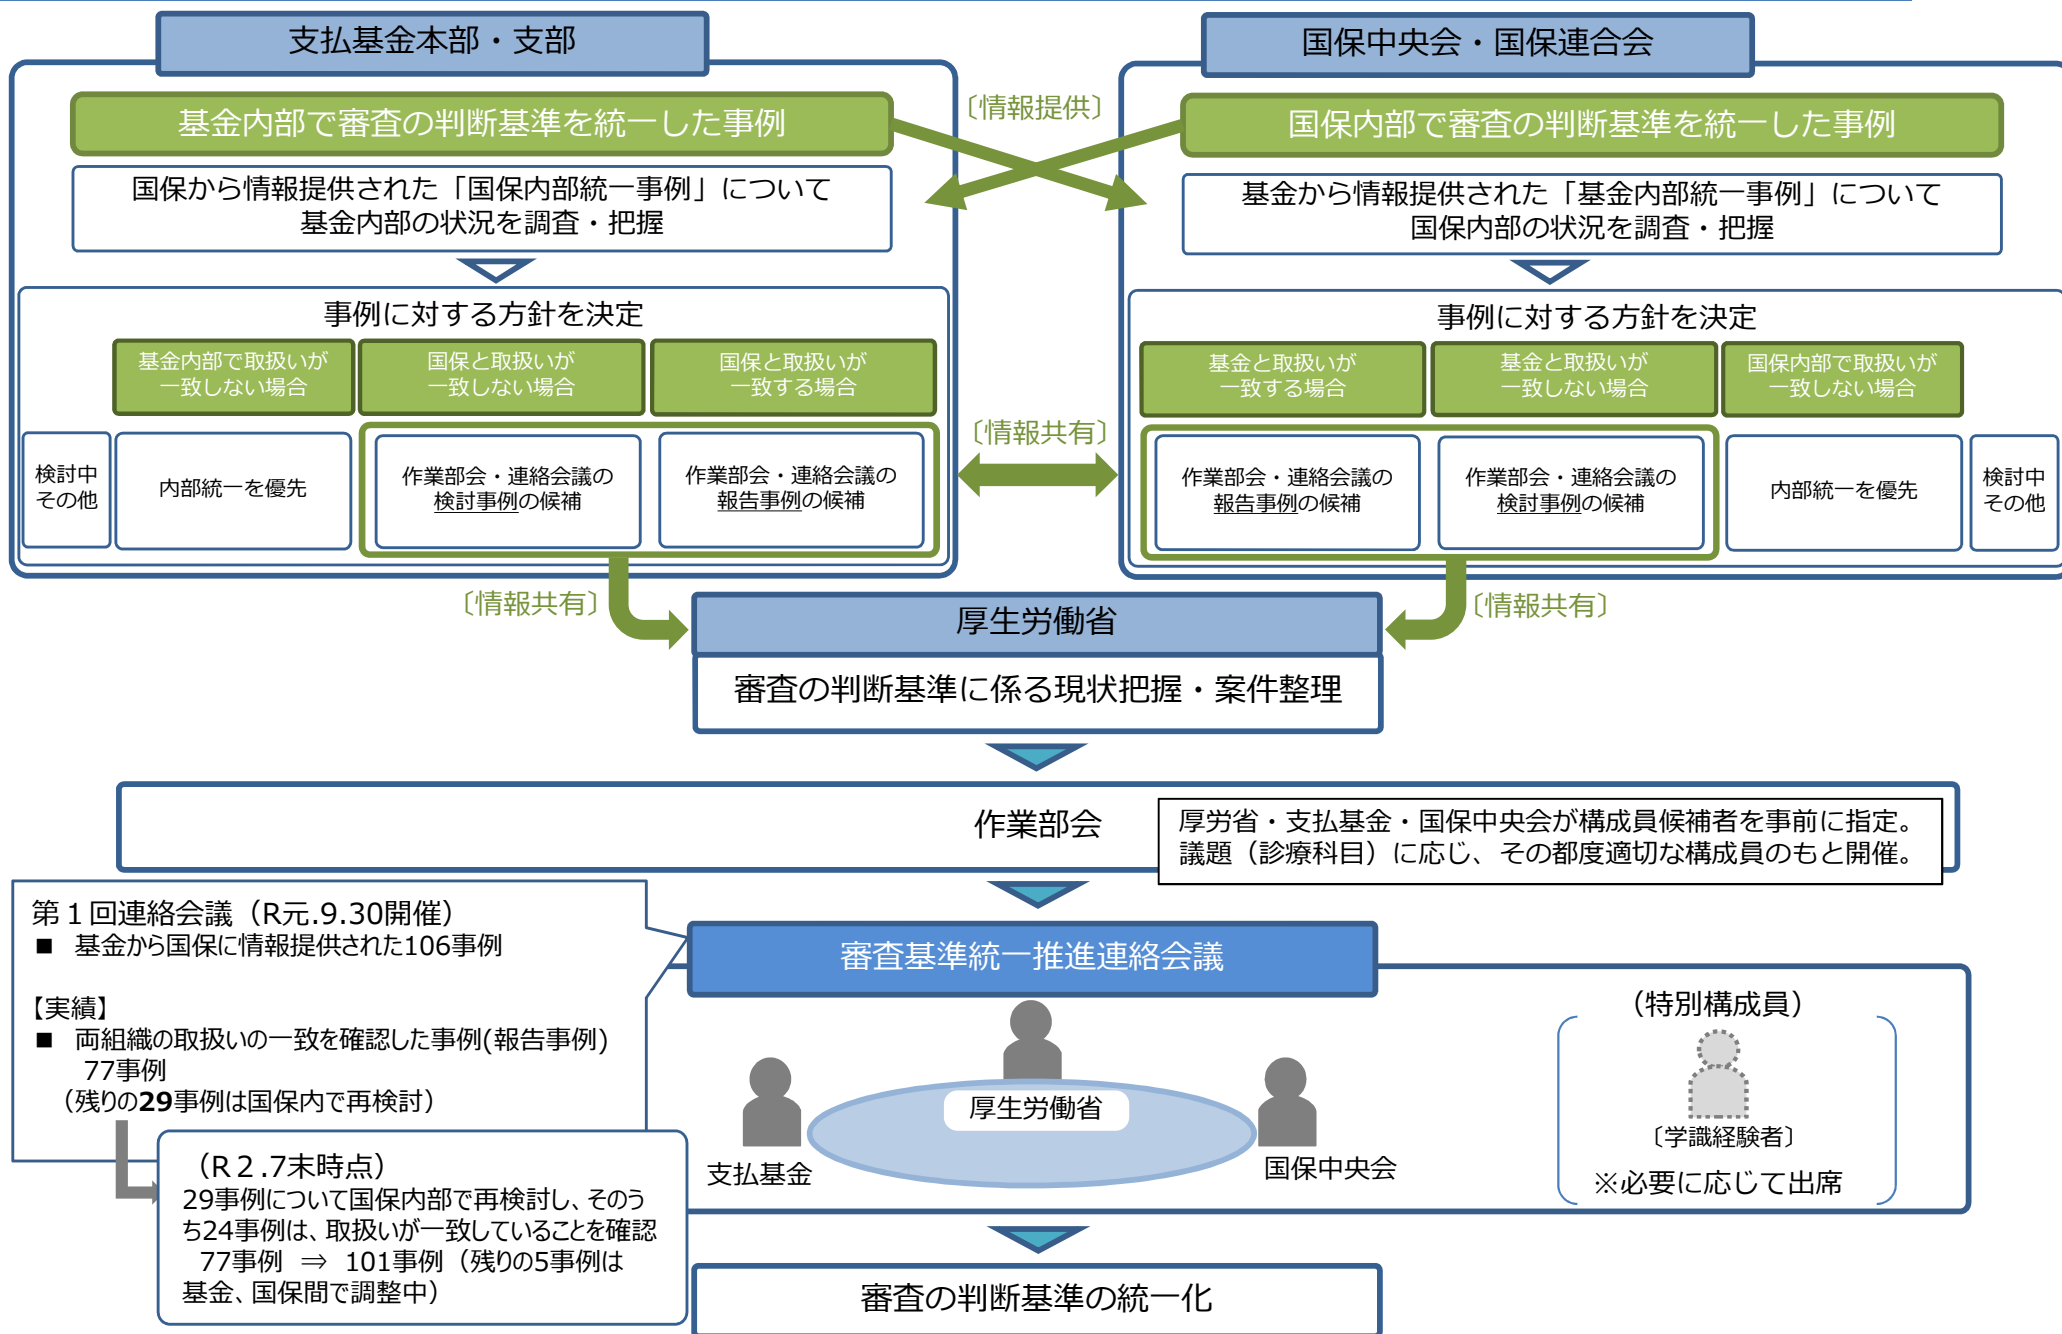 支払基金本部・支部
国保中央会・国保連合会
基金内部で審査の判断基準を統一した事例
〔情報提供〕
国保内部で審査の判断基準を統一した事例
国保から情報提供された「国保内部統一事例」について
基金内部の状況を調査・把握
基金から情報提供された「基金内部統一事例」について
国保内部の状況を調査・把握
事例に対する方針を決定
基金内部で取扱いが
一致しない場合
国保と取扱いが
一致しない場合
国保と取扱いが
一致する場合
検討中
その他
内部統一を優先
作業部会・連絡会議の
検討事例の候補
作業部会・連絡会議の
報告事例の候補
〔情報共有〕
事例に対する方針を決定
基金と取扱いが
一致する場合
基金と取扱いが
一致しない場合
国保内部で取扱いが
一致しない場合
作業部会・連絡会議の
報告事例の候補
作業部会・連絡会議の
検討事例の候補
内部統一を優先
検討中
その他
〔情報共有〕
厚生労働省
〔情報共有〕
審査の判断基準に係る現状把握・案件整理
作業部会
厚労省・支払基金・国保中央会が構成員候補者を事前に指定。
議題（診療科目）に応じ、その都度適切な構成員のもと開催。
第１回連絡会議（R元.9.30開催）
■ 基金から国保に情報提供された106事例
【実績】
■ 両組織の取扱いの一致を確認した事例(報告事例)
77事例
（残りの29事例は国保内で再検討）
（R２.7末時点）
29事例について国保内部で再検討し、そのう
ち24事例は、取扱いが一致していることを確認
77事例 ⇒ 101事例（残りの5事例は
基金、国保間で調整中）
審査基準統一推進連絡会議
厚生労働省
支払基金
国保中央会
（特別構成員）
〔学識経験者〕
※必要に応じて出席
審査の判断基準の統一化